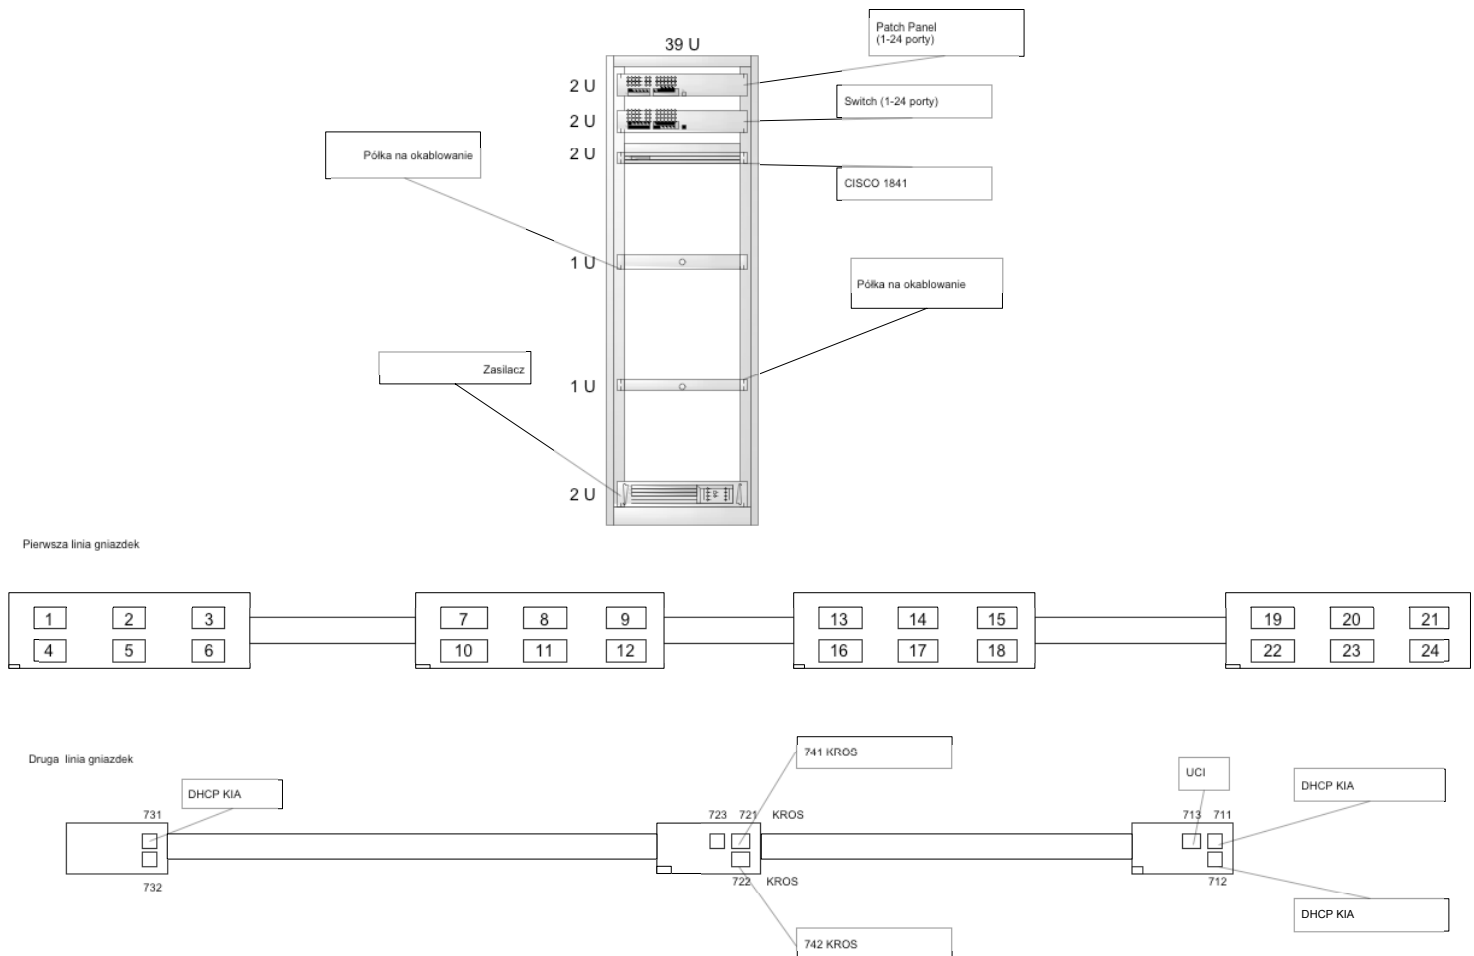 39 U
Patch Panel
(1-24 porty)
2 U
Switch (1-24 porty)
2 U
Półka na okablowanie
2 U
CISCO 1841
1 U
Półka na okablowanie
Zasilacz
1 U
2 U
Pierwsza linia gniazdek
1 2 3 7 8 9 13 14 15 19 20 21
4 5 6 10 11 12 16 17 18 22 23 24
Druga linia gniazdek
741 KROS
UCI
DHCP KIA
DHCP KIA
731 723 721 KROS 713 711
732 722 KROS 712
DHCP KIA
742 KROS